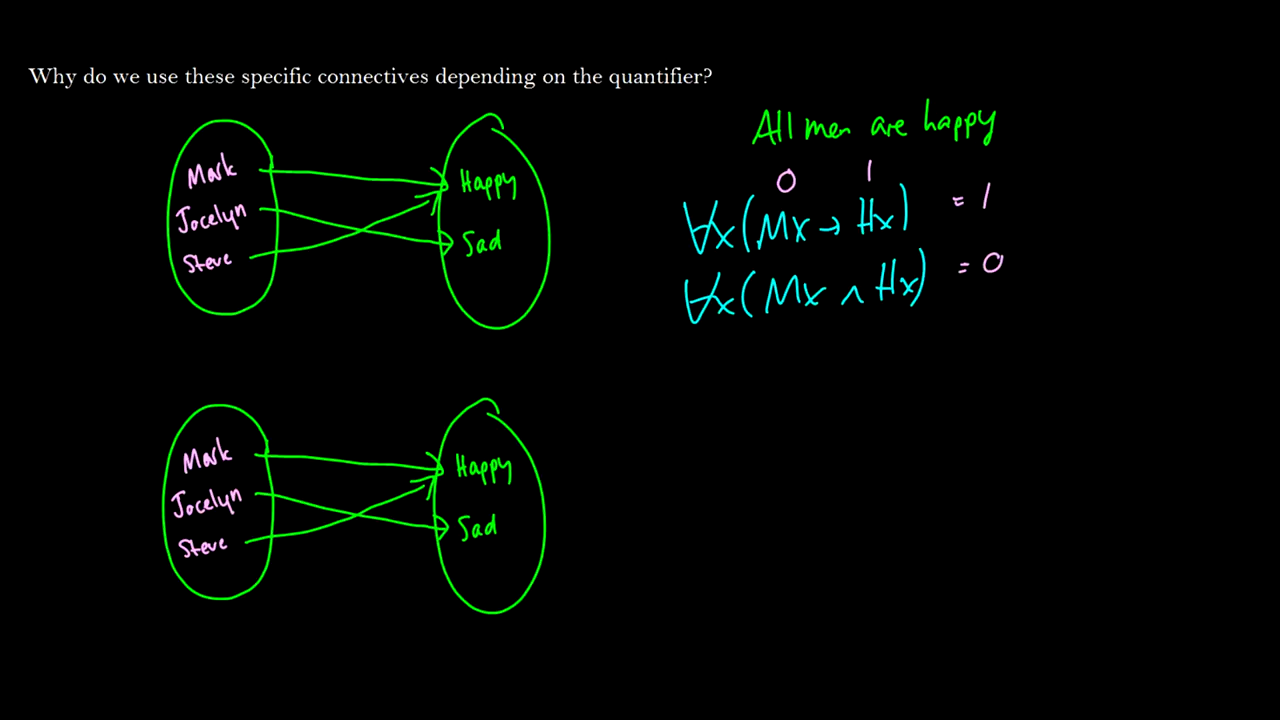 Why do we use these specific connectives depending on the quantifier?
All men are happy
Mark
Jocelyn
Steve
Happy
Sad
0 1
∀x(Mx → Hx) = 1
∀x(Mx ∧ Hx) = 0
Mark
Jocelyn
Steve
Happy
Sad